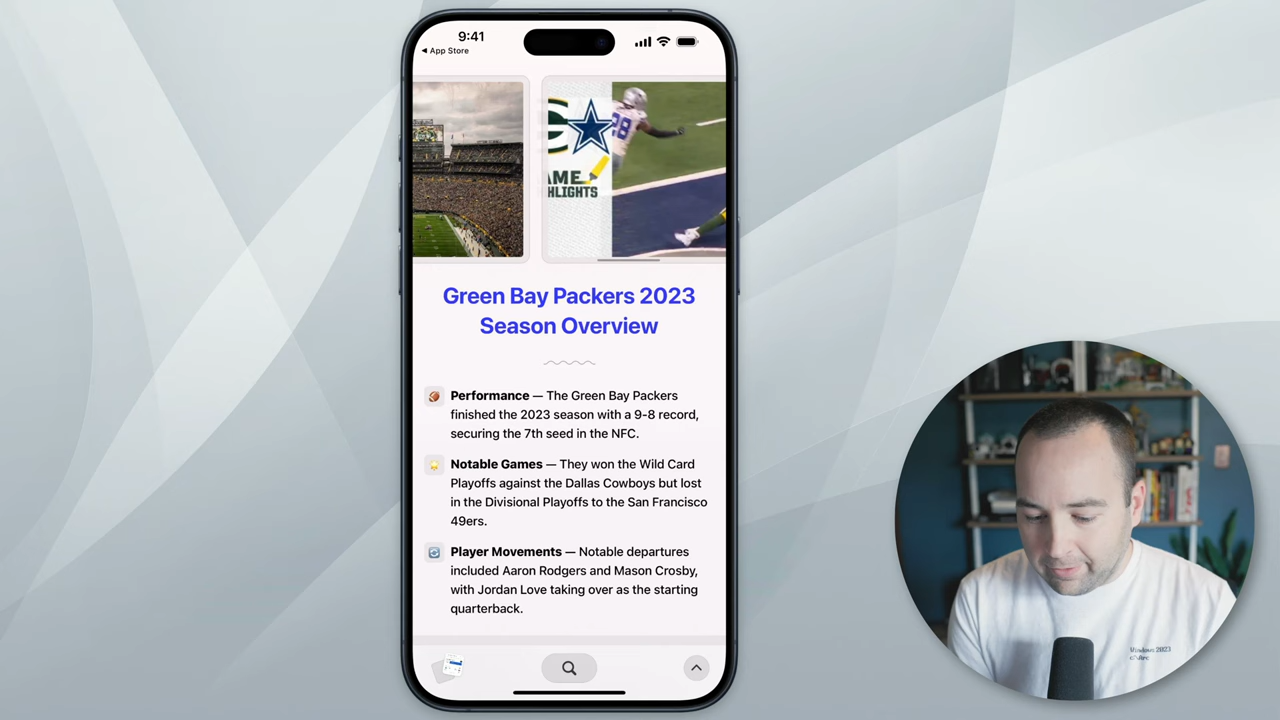 9:41
◀ App Store
28
AME
HLIGHTS
Green Bay Packers 2023
Season Overview
Performance — The Green Bay Packers
finished the 2023 season with a 9-8 record,
securing the 7th seed in the NFC.
Notable Games — They won the Wild Card
Playoffs against the Dallas Cowboys but lost
in the Divisional Playoffs to the San Francisco
49ers.
Player Movements — Notable departures
included Aaron Rodgers and Mason Crosby,
with Jordan Love taking over as the starting
quarterback.